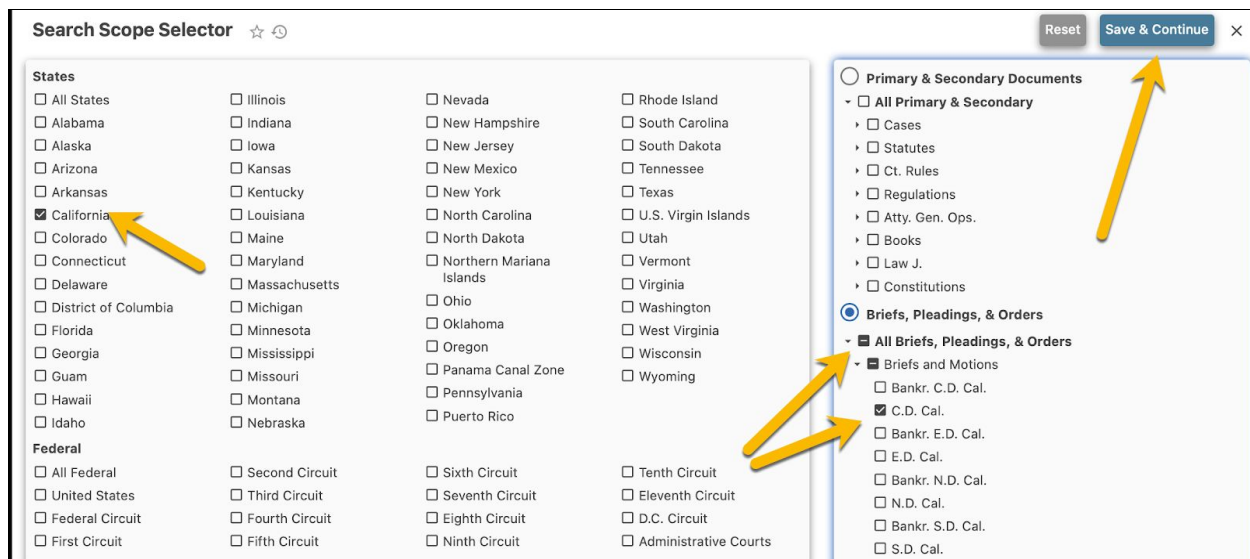 Search Scope Selector
Reset
Save & Continue
States
All States
Alabama
Alaska
Arizona
Arkansas
California
Colorado
Connecticut
Delaware
District of Columbia
Florida
Georgia
Guam
Hawaii
Idaho
Illinois
Indiana
Iowa
Kansas
Kentucky
Louisiana
Maine
Maryland
Massachusetts
Michigan
Minnesota
Mississippi
Missouri
Montana
Nebraska
Nevada
New Hampshire
New Jersey
New Mexico
New York
North Carolina
North Dakota
Northern Mariana
Islands
Ohio
Oklahoma
Oregon
Panama Canal Zone
Pennsylvania
Puerto Rico
Rhode Island
South Carolina
South Dakota
Tennessee
Texas
U.S. Virgin Islands
Utah
Vermont
Virginia
Washington
West Virginia
Wisconsin
Wyoming
Federal
All Federal
United States
Federal Circuit
First Circuit
Second Circuit
Third Circuit
Fourth Circuit
Fifth Circuit
Sixth Circuit
Seventh Circuit
Eighth Circuit
Ninth Circuit
Tenth Circuit
Eleventh Circuit
D.C. Circuit
Administrative Courts
Primary & Secondary Documents
All Primary & Secondary
Cases
Statutes
Ct. Rules
Regulations
Atty. Gen. Ops.
Books
Law J.
Constitutions
Briefs, Pleadings, & Orders
All Briefs, Pleadings, & Orders
Briefs and Motions
Bankr. C.D. Cal.
C.D. Cal.
Bankr. E.D. Cal.
E.D. Cal.
Bankr. N.D. Cal.
N.D. Cal.
Bankr. S.D. Cal.
S.D. Cal.